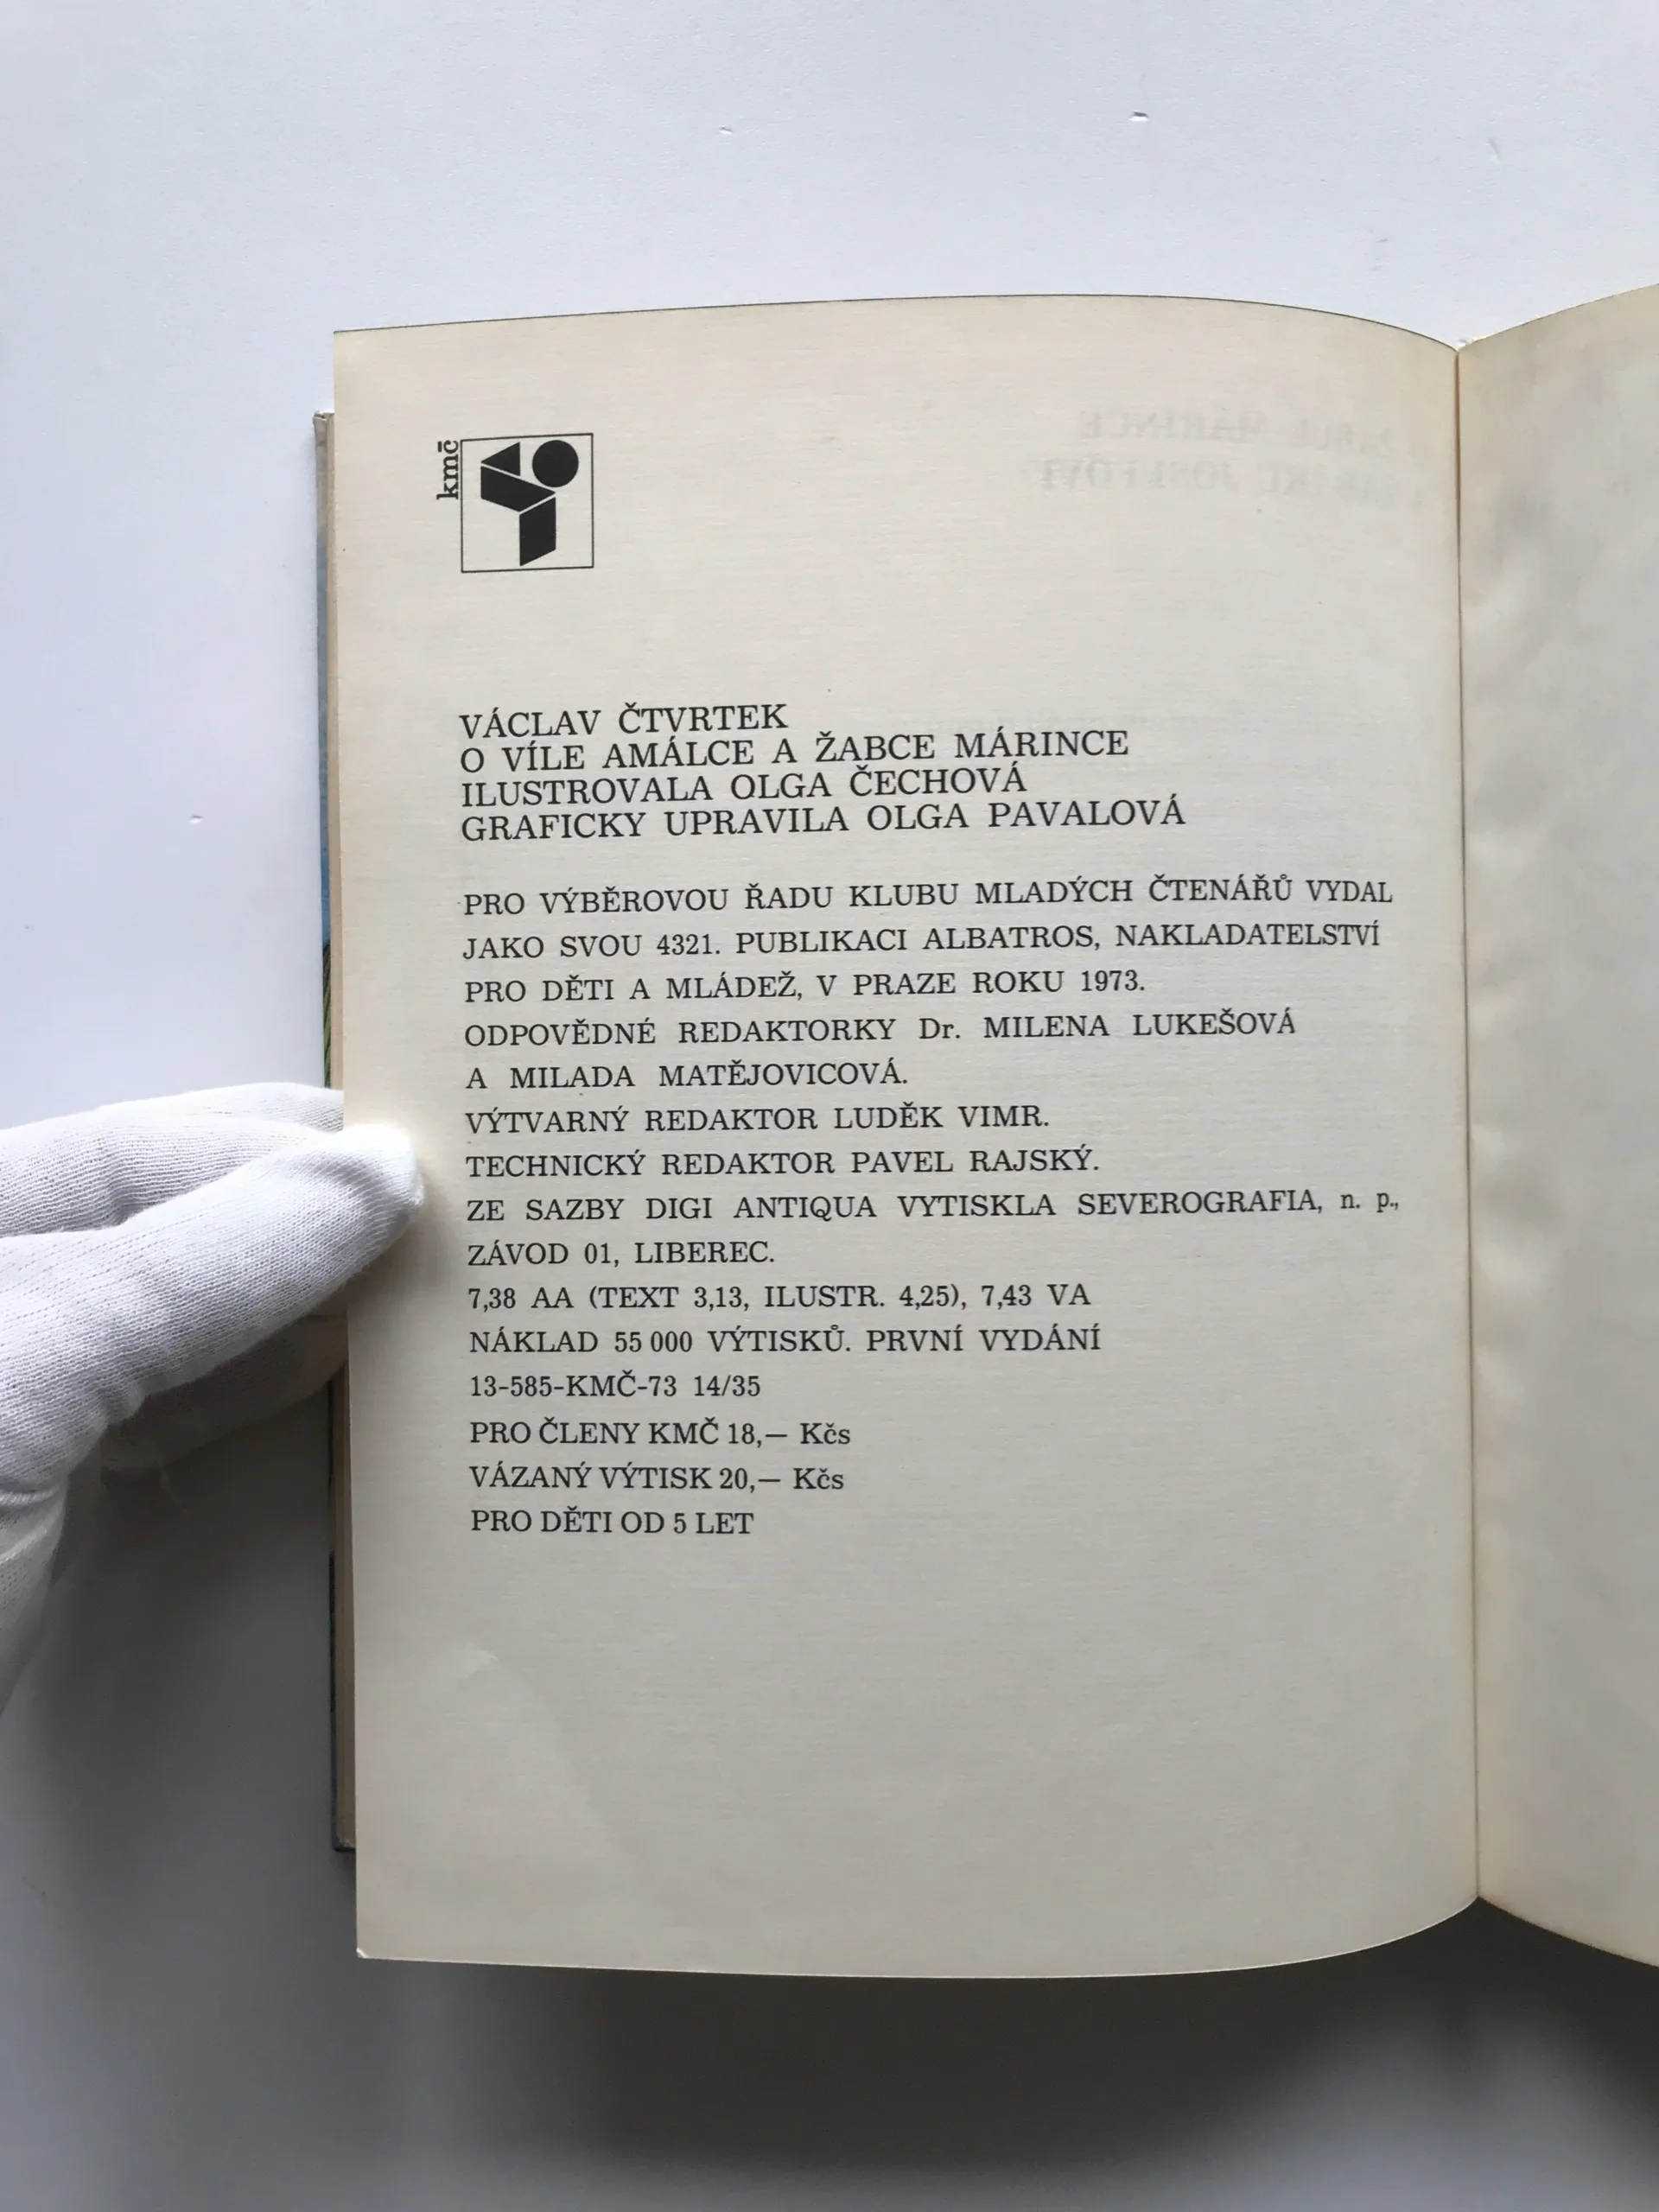 kmč
VÁCLAV ČTVRTEK
O VÍLE AMÁLCE A ŽABCE MÁRINCE
ILUSTROVALA OLGA ČECHOVÁ
GRAFICKY UPRAVILA OLGA PAVALOVÁ
PRO VÝBĚROVOU ŘADU KLUBU MLADÝCH ČTENÁŘŮ VYDAL
JAKO SVOU 4321. PUBLIKACI ALBATROS, NAKLADATELSTVÍ
PRO DĚTI A MLÁDEŽ, V PRAZE ROKU 1973.
ODPOVĚDNÉ REDAKTORKY Dr. MILENA LUKEŠOVÁ
A MILADA MATĚJOVICOVÁ.
VÝTVARNÝ REDAKTOR LUDĚK VIMR.
TECHNICKÝ REDAKTOR PAVEL RAJSKÝ.
ZE SAZBY DIGI ANTIQUA VYTISKLA SEVEROGRAFIA, n. p.,
ZÁVOD 01, LIBEREC.
7,38 AA (TEXT 3,13, ILUSTR. 4,25), 7,43 VA
NÁKLAD 55 000 VÝTISKŮ. PRVNÍ VYDÁNÍ
13-585-KMČ-73 14/35
PRO ČLENY KMČ 18,— Kčs
VÁZANÝ VÝTISK 20,— Kčs
PRO DĚTI OD 5 LET